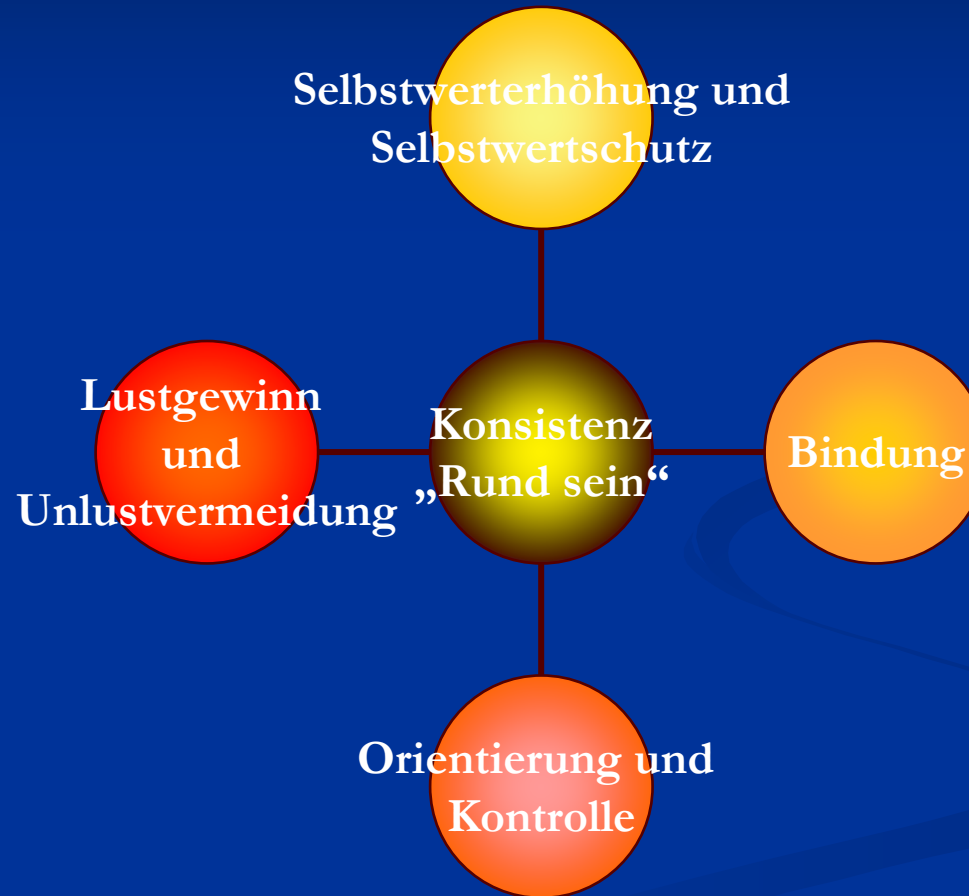 Selbstwerterhöhung und
Selbstwertschutz
Lustgewinn
und
Unlustvermeidung
Konsistenz
„Rund sein“
Bindung
Orientierung und
Kontrolle